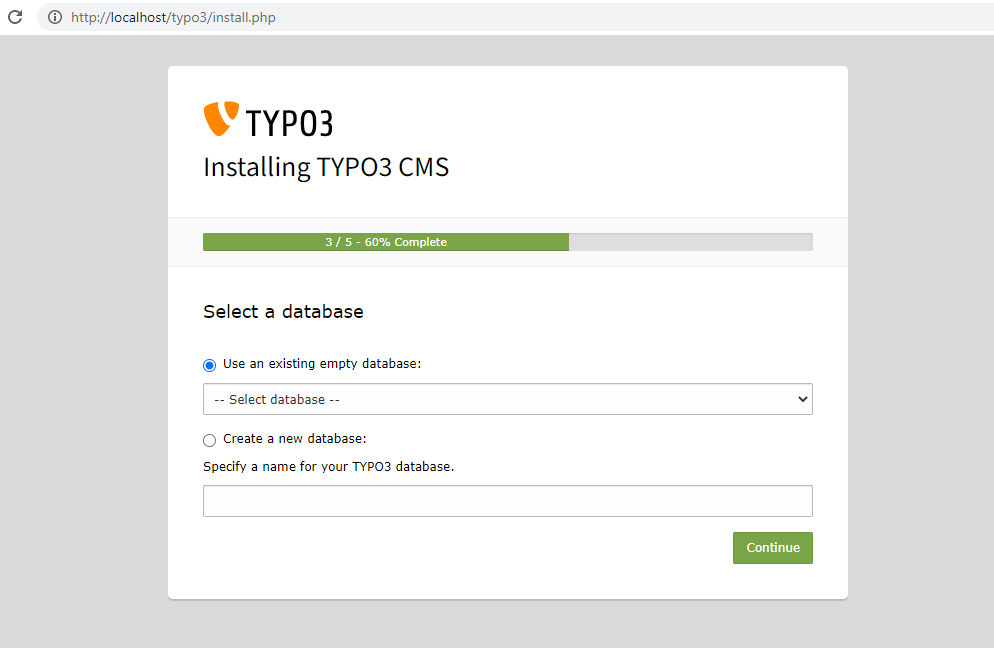 http://localhost/typo3/install.php
TYPO3
Installing TYPO3 CMS
3 / 5 - 60% Complete
Select a database
Use an existing empty database:
-- Select database --
Create a new database:
Specify a name for your TYPO3 database.
Continue